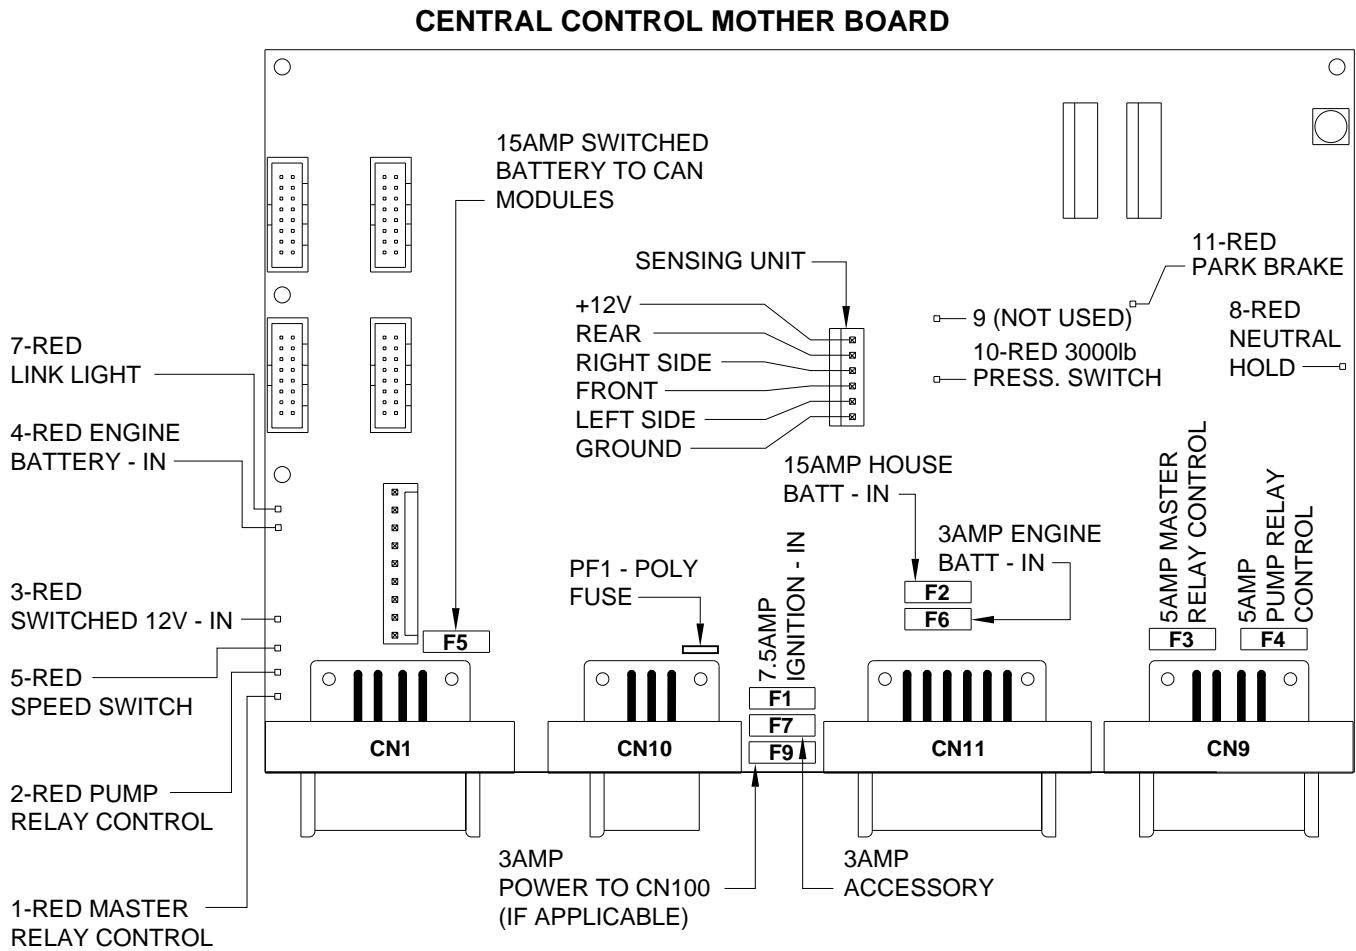 CENTRAL CONTROL MOTHER BOARD
15AMP SWITCHED
BATTERY TO CAN
MODULES
SENSING UNIT
+12V
REAR
RIGHT SIDE
FRONT
LEFT SIDE
GROUND
11-RED
PARK BRAKE
9 (NOT USED)
10-RED 3000lb
PRESS. SWITCH
8-RED
NEUTRAL
HOLD
7-RED
LINK LIGHT
4-RED ENGINE
BATTERY - IN
3-RED
SWITCHED 12V - IN
5-RED
SPEED SWITCH
2-RED PUMP
RELAY CONTROL
1-RED MASTER
RELAY CONTROL
15AMP HOUSE
BATT - IN
3AMP ENGINE
BATT - IN
PF1 - POLY
FUSE
7.5AMP
IGNITION - IN
5AMP MASTER
RELAY CONTROL
5AMP
PUMP RELAY
CONTROL
F5
F2
F6
F3
F4
F1
F7
F9
CN1
CN10
CN11
CN9
3AMP
POWER TO CN100
(IF APPLICABLE)
3AMP
ACCESSORY